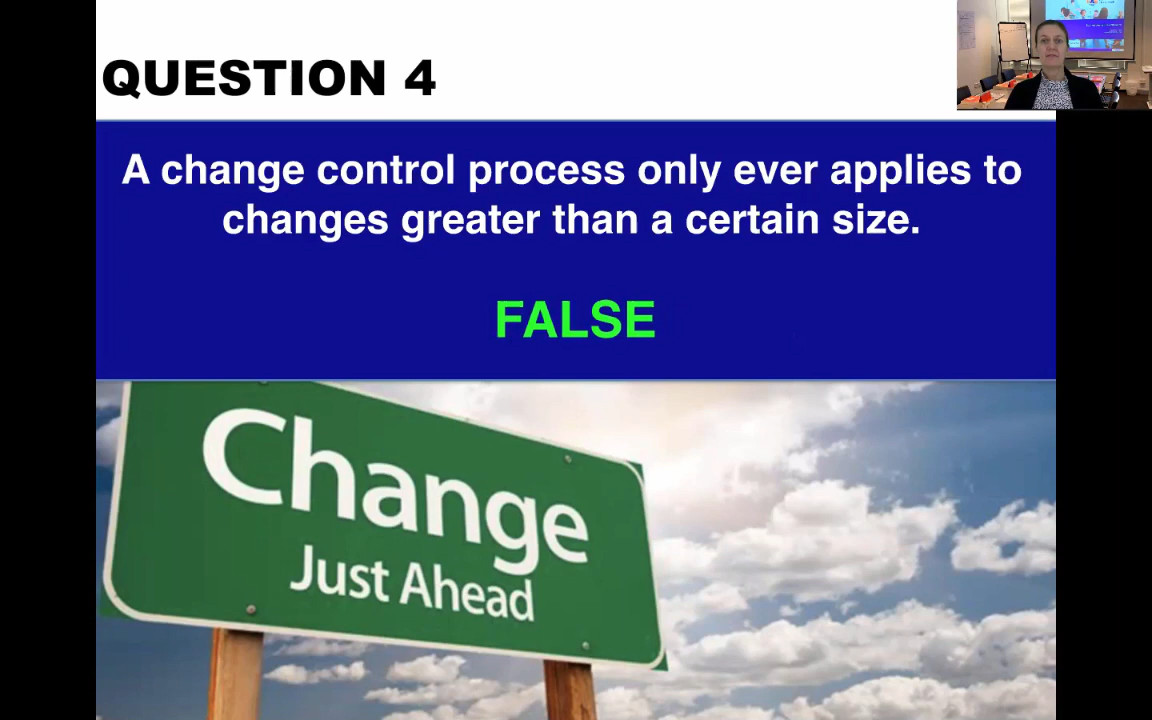 QUESTION 4
A change control process only ever applies to
changes greater than a certain size.
FALSE
Change
Just Ahead